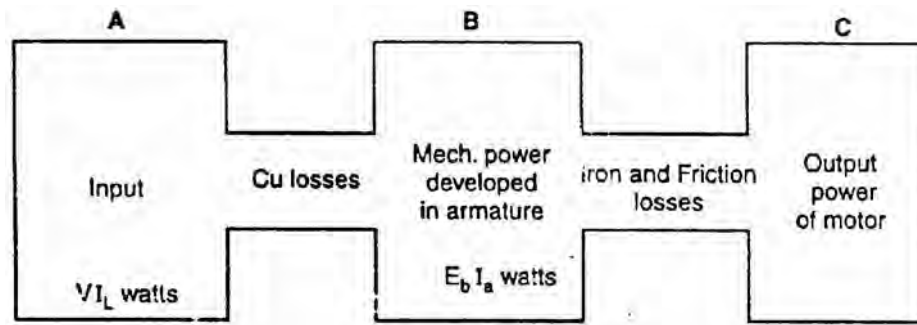 A
B
C
Input
VI_L watts
Cu losses
Mech. power
developed
in armature
E_b I_a watts
iron and Friction
losses
Output
power
of motor